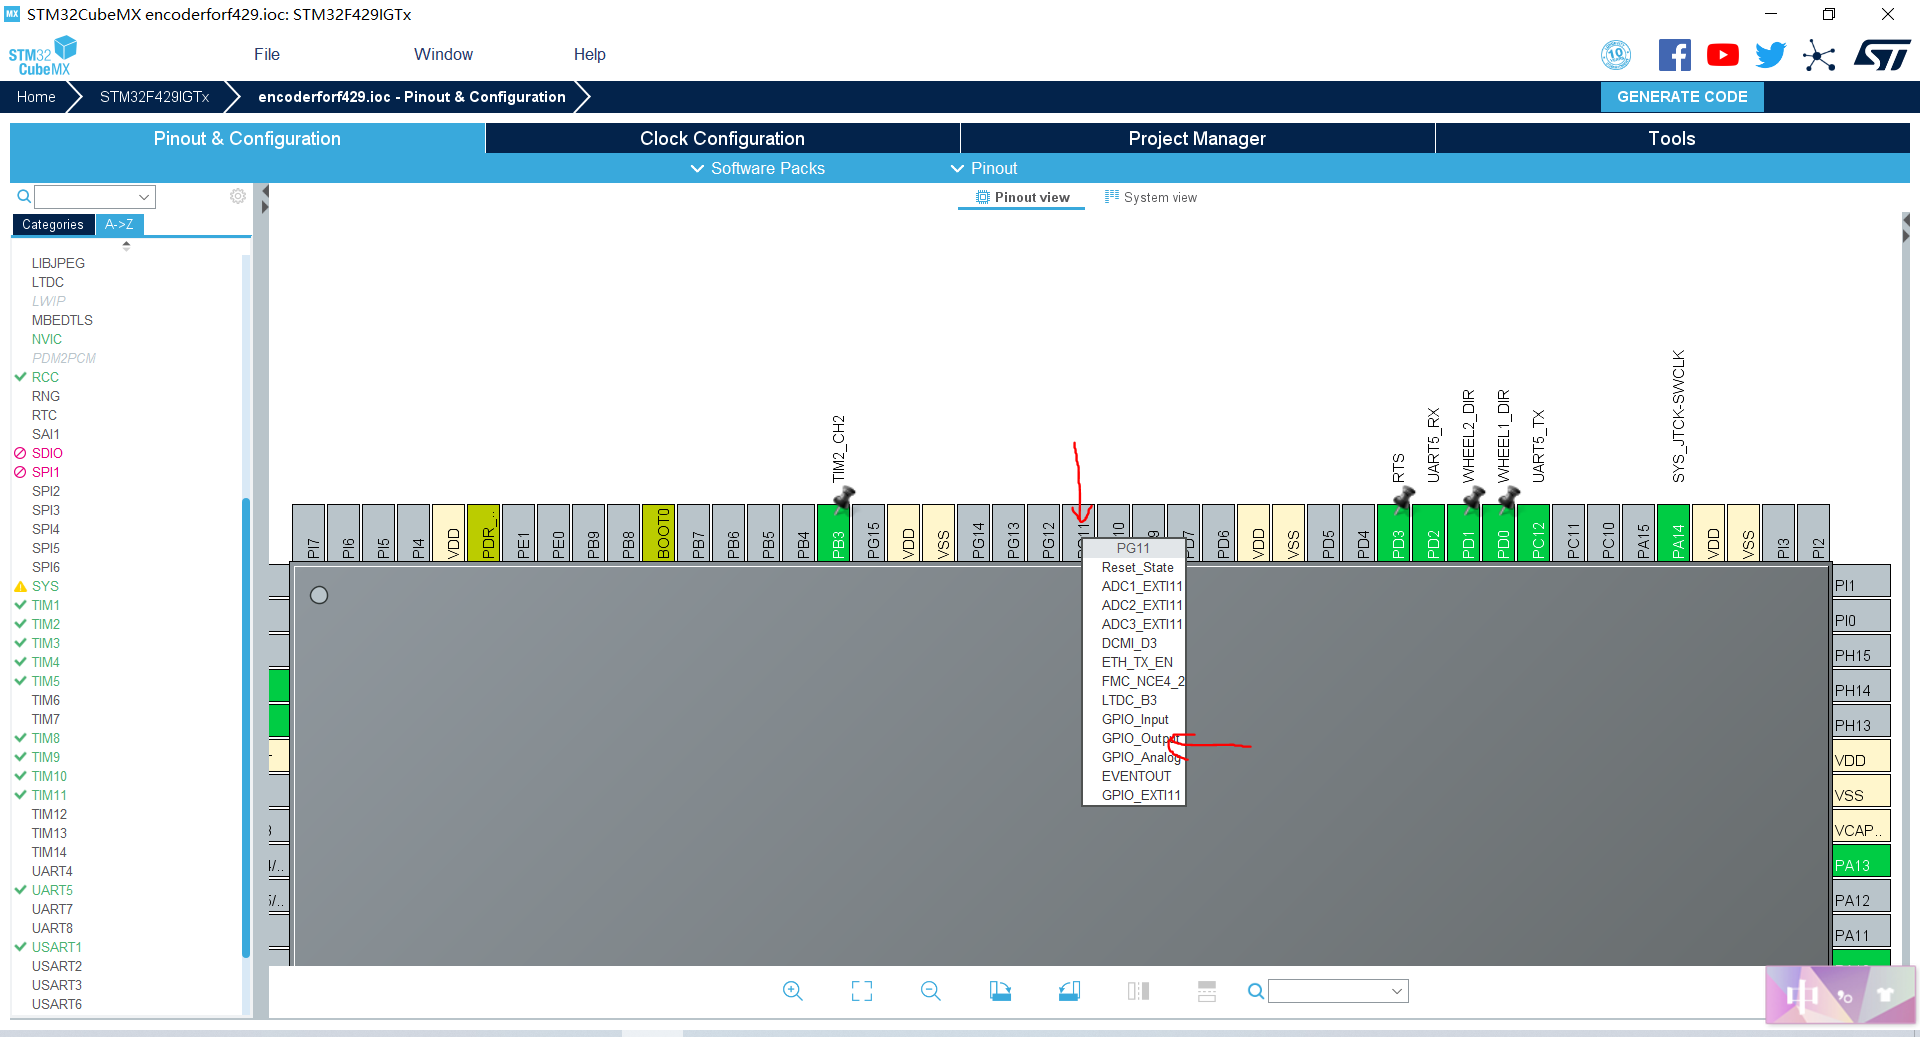 STM32CubeMX encoderforf429.ioc: STM32F429IGTx
STM32
CubeMX
File
Window
Help
Home
STM32F429IGTx
encoderforf429.ioc - Pinout & Configuration
GENERATE CODE
Pinout & Configuration
Clock Configuration
Project Manager
Tools
Software Packs
Pinout
Pinout view
System view
Categories
A->Z
LIBJPEG
LTDC
LWIP
MBEDTLS
NVIC
PDM2PCM
RCC
RNG
RTC
SAI1
SDIO
SPI1
SPI2
SPI3
SPI4
SPI5
SPI6
SYS
TIM1
TIM2
TIM3
TIM4
TIM5
TIM6
TIM7
TIM8
TIM9
TIM10
TIM11
TIM12
TIM13
TIM14
UART4
UART5
UART7
UART8
USART1
USART2
USART3
USART6
TIM2_CH2
RTS
UART5_RX
WHEEL2_DIR
WHEEL1_DIR
UART5_TX
SYS_JTCK-SWCLK
PI7
PI6
PI5
PI4
VDD
PDR_..
PE1
PE0
PB9
PB8
BOOT0
PB7
PB6
PB5
PB4
PB3
PG15
VDD
VSS
PG14
PG13
PG12
PD6
VDD
VSS
PD5
PD4
PD3
PD2
PD1
PD0
PC12
PC11
PC10
PA15
PA14
VDD
VSS
PI3
PI2
PG11
Reset_State
ADC1_EXTI11
ADC2_EXTI11
ADC3_EXTI11
DCMI_D3
ETH_TX_EN
FMC_NCE4_2
LTDC_B3
GPIO_Input
GPIO_Output
GPIO_Analog
EVENTOUT
GPIO_EXTI11
PI1
PI0
PH15
PH14
PH13
VDD
VSS
VCAP..
PA13
PA12
PA11
中